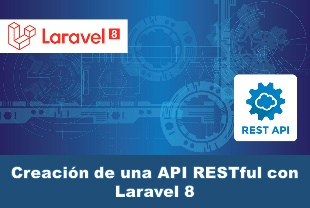 Laravel 8
REST API
Creación de una API RESTful con
Laravel 8